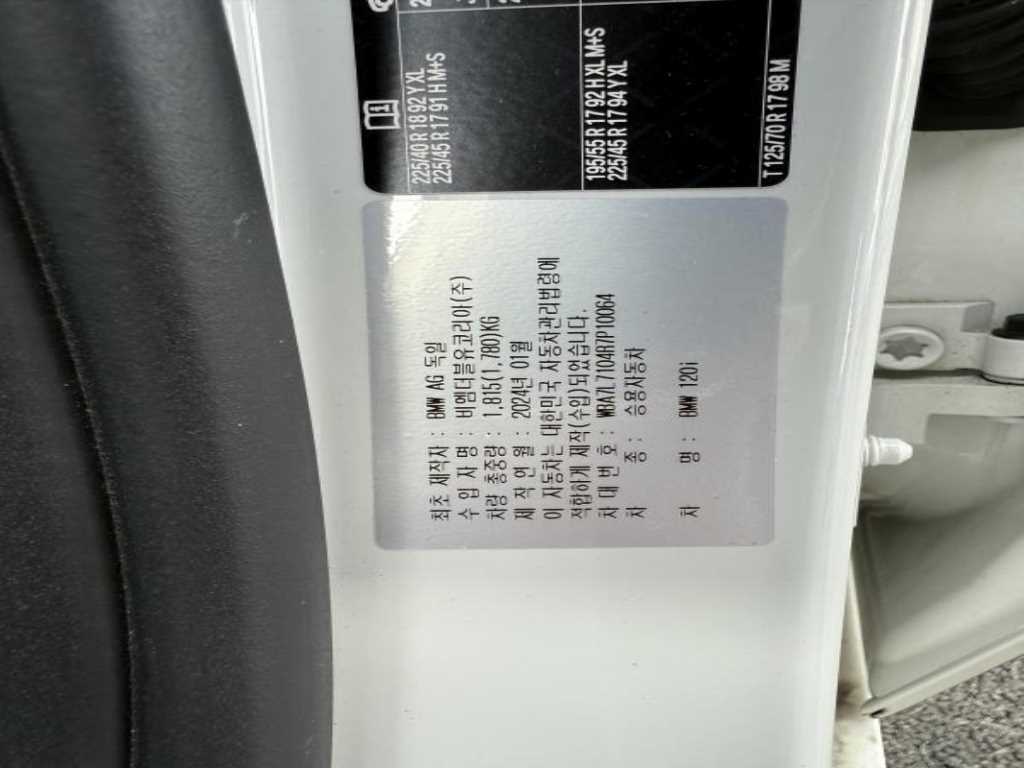 225/40 R 18 92 Y XL
225/45 R 17 91 H M+S
195/55 R 17 92 H XL M+S
225/45 R 17 94 Y XL
T 125/70 R 17 98 M
최초 제작자 : BMW AG 독일
수 입 자 명 : 비엠더블유코리아(주)
차량 총중량 : 1,815(1,780)KG
제 작 연 월 : 2024년 01월
이 자동차는 대한민국 자동차관리법령에
적합하게 제작(수입)되었습니다.
차 대 번 호 : WBA7L7104R7P10064
차 종 : 승용자동차
차 명 : BMW 120i